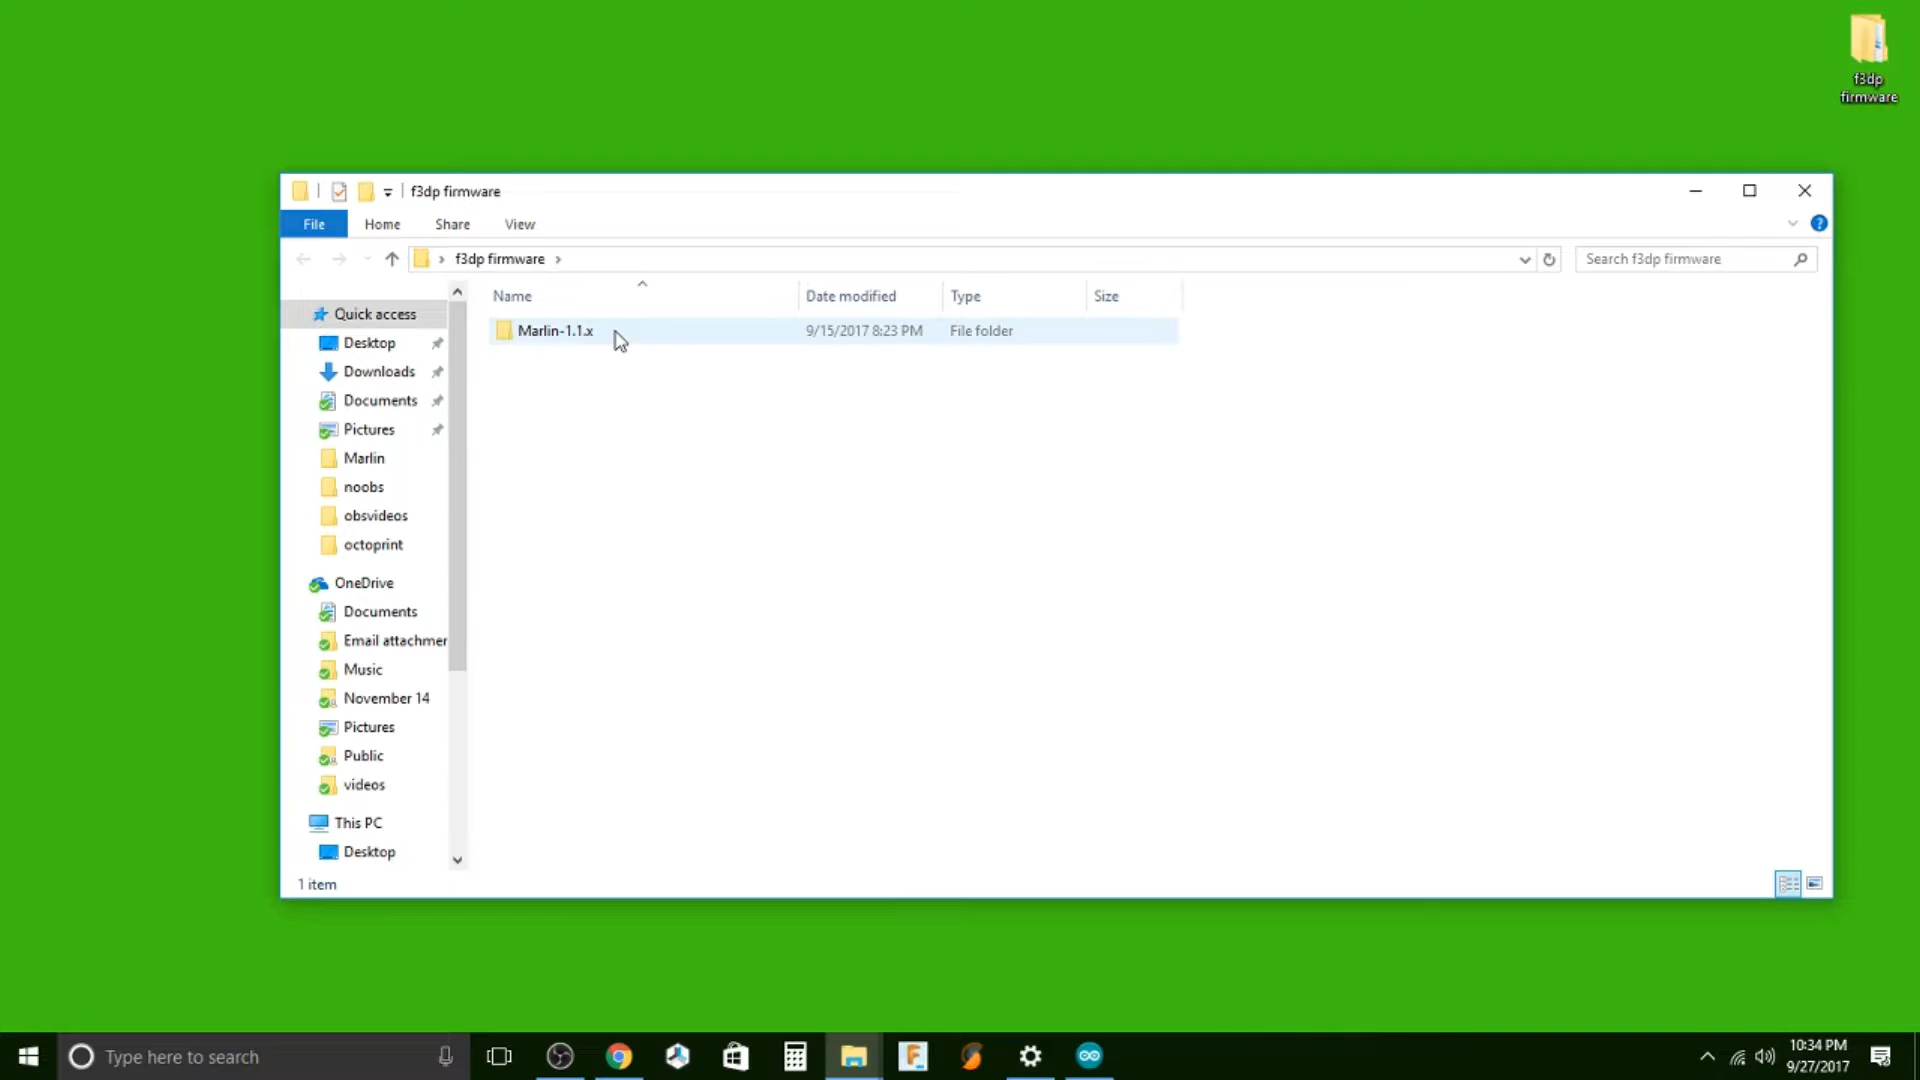 f3dp
firmware
f3dp firmware
File Home Share View
f3dp firmware
Search f3dp firmware
Name Date modified Type Size
Marlin-1.1.x 9/15/2017 8:23 PM File folder
Quick access
Desktop
Downloads
Documents
Pictures
Marlin
noobs
obsvideos
octoprint
OneDrive
Documents
Email attachmer
Music
November 14
Pictures
Public
videos
This PC
Desktop
1 item
Type here to search
10:34 PM
9/27/2017